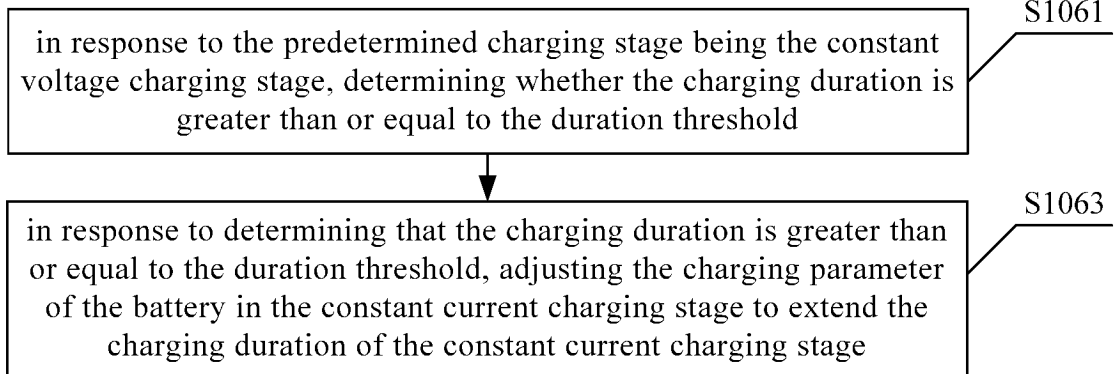 S1061
in response to the predetermined charging stage being the constant
voltage charging stage, determining whether the charging duration is
greater than or equal to the duration threshold
S1063
in response to determining that the charging duration is greater than
or equal to the duration threshold, adjusting the charging parameter
of the battery in the constant current charging stage to extend the
charging duration of the constant current charging stage